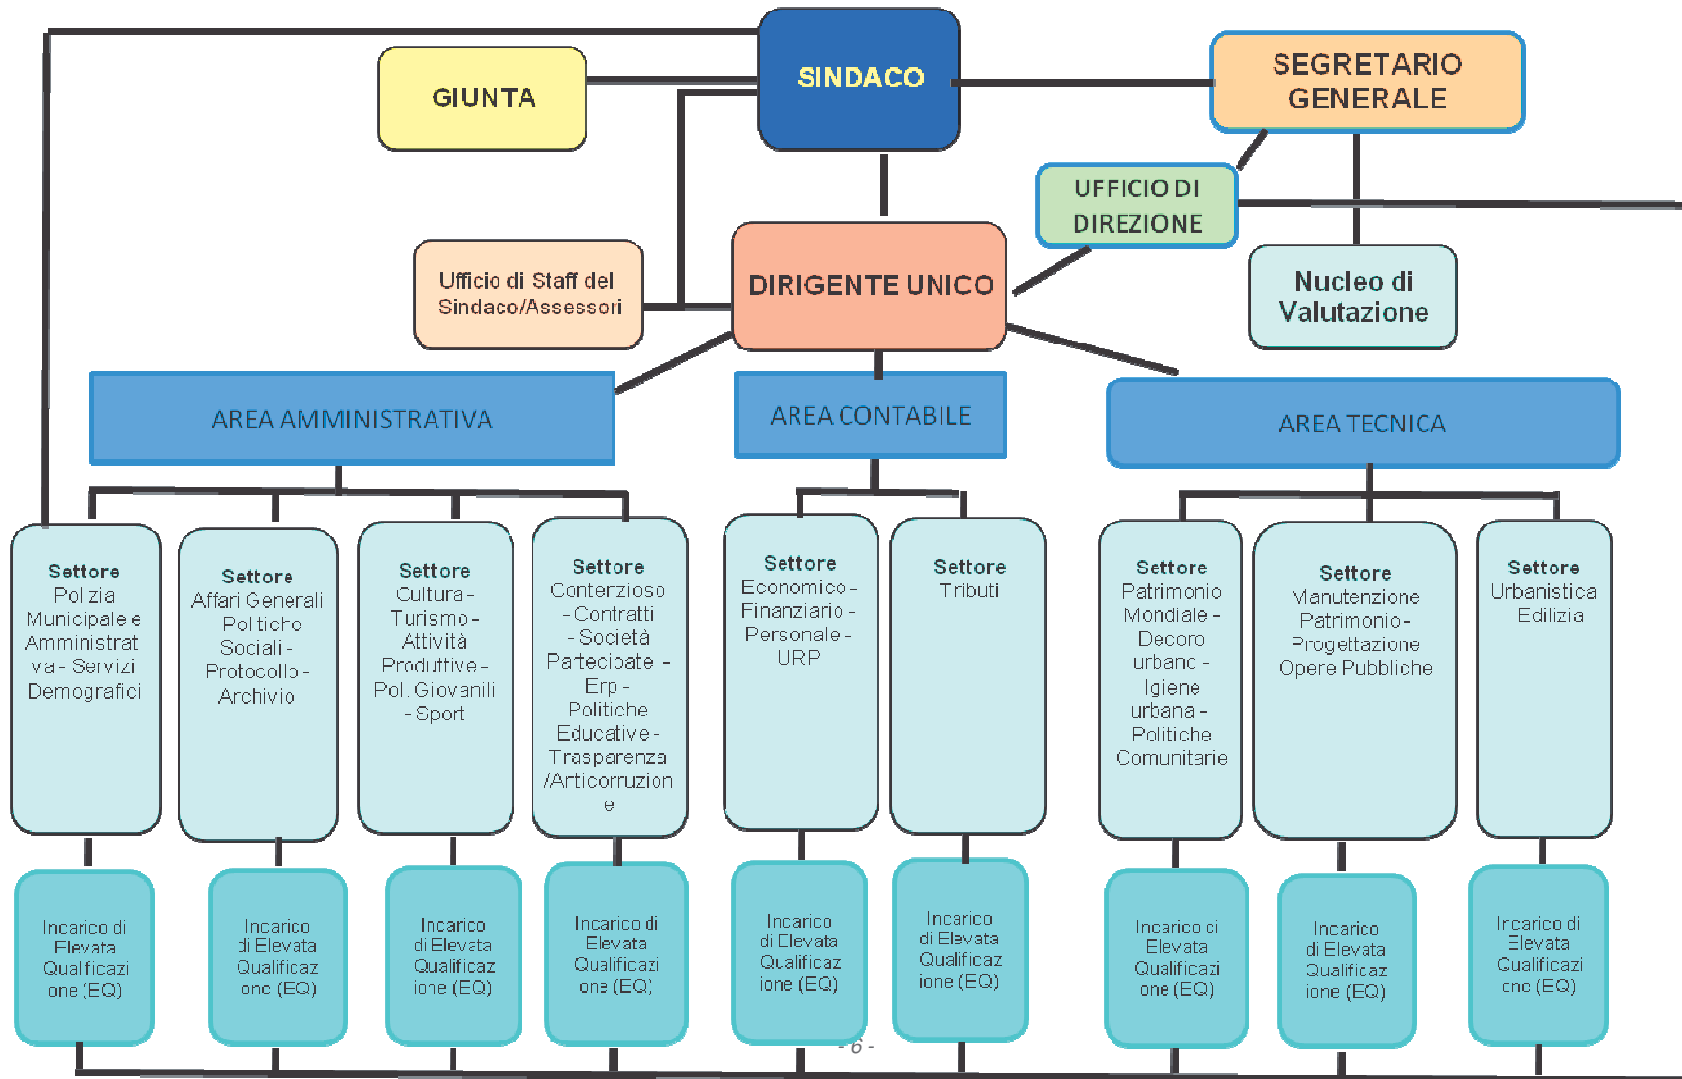 SINDACO
GIUNTA
SEGRETARIO
GENERALE
UFFICIO DI
DIREZIONE
Ufficio di Staff del
Sindaco/Assessori
DIRIGENTE UNICO
Nucleo di
Valutazione
AREA AMMINISTRATIVA
AREA CONTABILE
AREA TECNICA
Settore
Polizia
Municipale e
Amministrat
iva - Servizi
Demografici
Settore
Affari Generali
- Politiche
Sociali -
Protocollo -
Archivio
Settore
Cultura -
Turismo -
Attività
Produttive -
Pol. Giovanili
- Sport
Settore
Contenzioso
- Contratti
- Società
Partecipate -
Erp -
Politiche
Educative -
Trasparenza
/Anticorruzion
e
Settore
Economico -
Finanziario -
Personale -
URP
Settore
Tributi
Settore
Patrimonio
Mondiale -
Decoro
urbano -
Igiene
urbana -
Politiche
Comunitarie
Settore
Manutenzione
Patrimonio -
Progettazione
Opere Pubbliche
Settore
Urbanistica
Edilizia
Incarico di
Elevata
Qualificazi
one (EQ)
Incarico
di Elevata
Qualificaz
ione (EQ)
Incarico
di Elevata
Qualificaz
ione (EQ)
Incarico di
Elevata
Qualificazi
one (EQ)
Incarico
di Elevata
Qualificaz
ione (EQ)
Incarico
di Elevata
Qualificaz
ione (EQ)
Incarico di
Elevata
Qualificazi
one (EQ)
Incarico
di Elevata
Qualificaz
ione (EQ)
Incarico di
Elevata
Qualificazi
one (EQ)
- 6 -